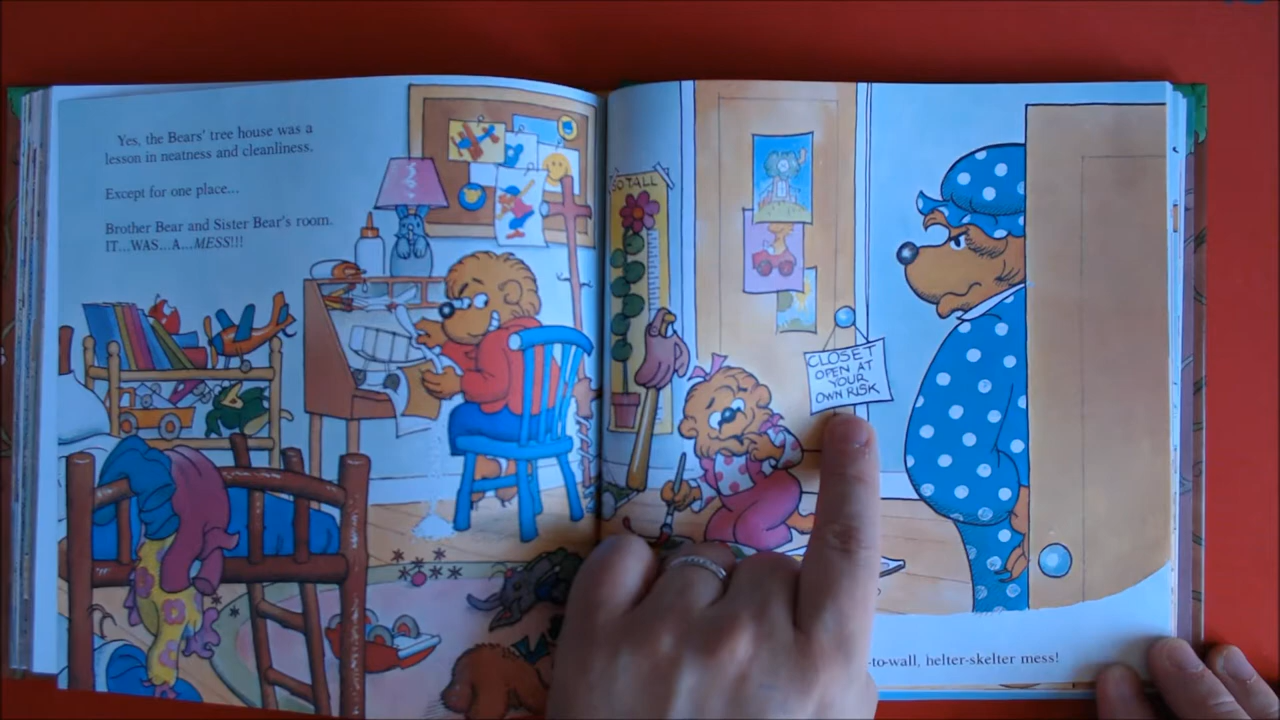 Yes, the Bears' tree house was a
lesson in neatness and cleanliness.
Except for one place...
Brother Bear and Sister Bear's room.
IT...WAS...A...MESS!!!
SO TALL
CLOSET
OPEN AT
YOUR
OWN RISK
-to-wall, helter-skelter mess!